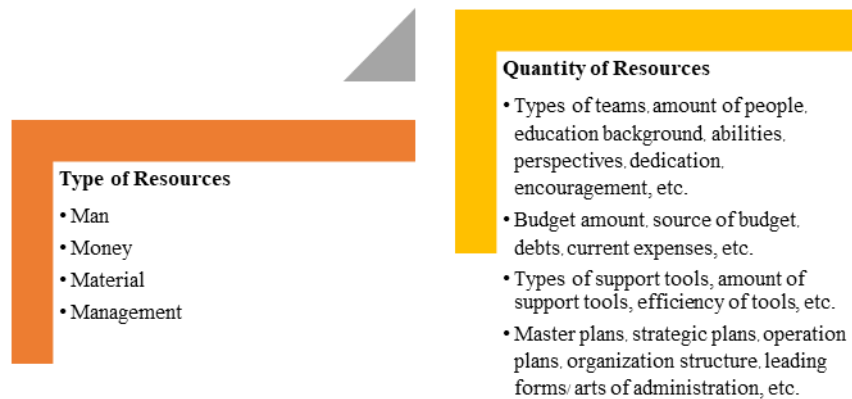 Type of Resources
• Man
• Money
• Material
• Management
Quantity of Resources
• Types of teams, amount of people,
education background, abilities,
perspectives, dedication,
encouragement, etc.
• Budget amount, source of budget,
debts, current expenses, etc.
• Types of support tools, amount of
support tools, efficiency of tools, etc.
• Master plans, strategic plans, operation
plans, organization structure, leading
forms/ arts of administration, etc.